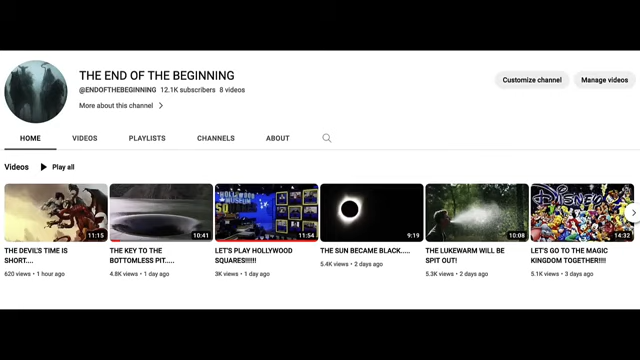 THE END OF THE BEGINNING
@ENDOFTHEBEGINNING 12.1K subscribers 8 videos
More about this channel
Customize channel
Manage videos
HOME
VIDEOS
PLAYLISTS
CHANNELS
ABOUT
Videos
Play all
11:15
THE DEVIL'S TIME IS
SHORT....
620 views • 1 hour ago
10:41
THE KEY TO THE
BOTTOMLESS PIT.....
4.8K views • 1 day ago
HOLLYWOOD
MUSEUM
SQ
11:54
LET'S PLAY HOLLYWOOD
SQUARES!!!!!
3K views • 1 day ago
9:19
THE SUN BECAME BLACK.....
5.4K views • 2 days ago
10:08
THE LUKEWARM WILL BE
SPIT OUT!
5.3K views • 2 days ago
DISNEY
14:32
LET'S GO TO THE MAGIC
KINGDOM TOGETHER!!!!
5.1K views • 3 days ago